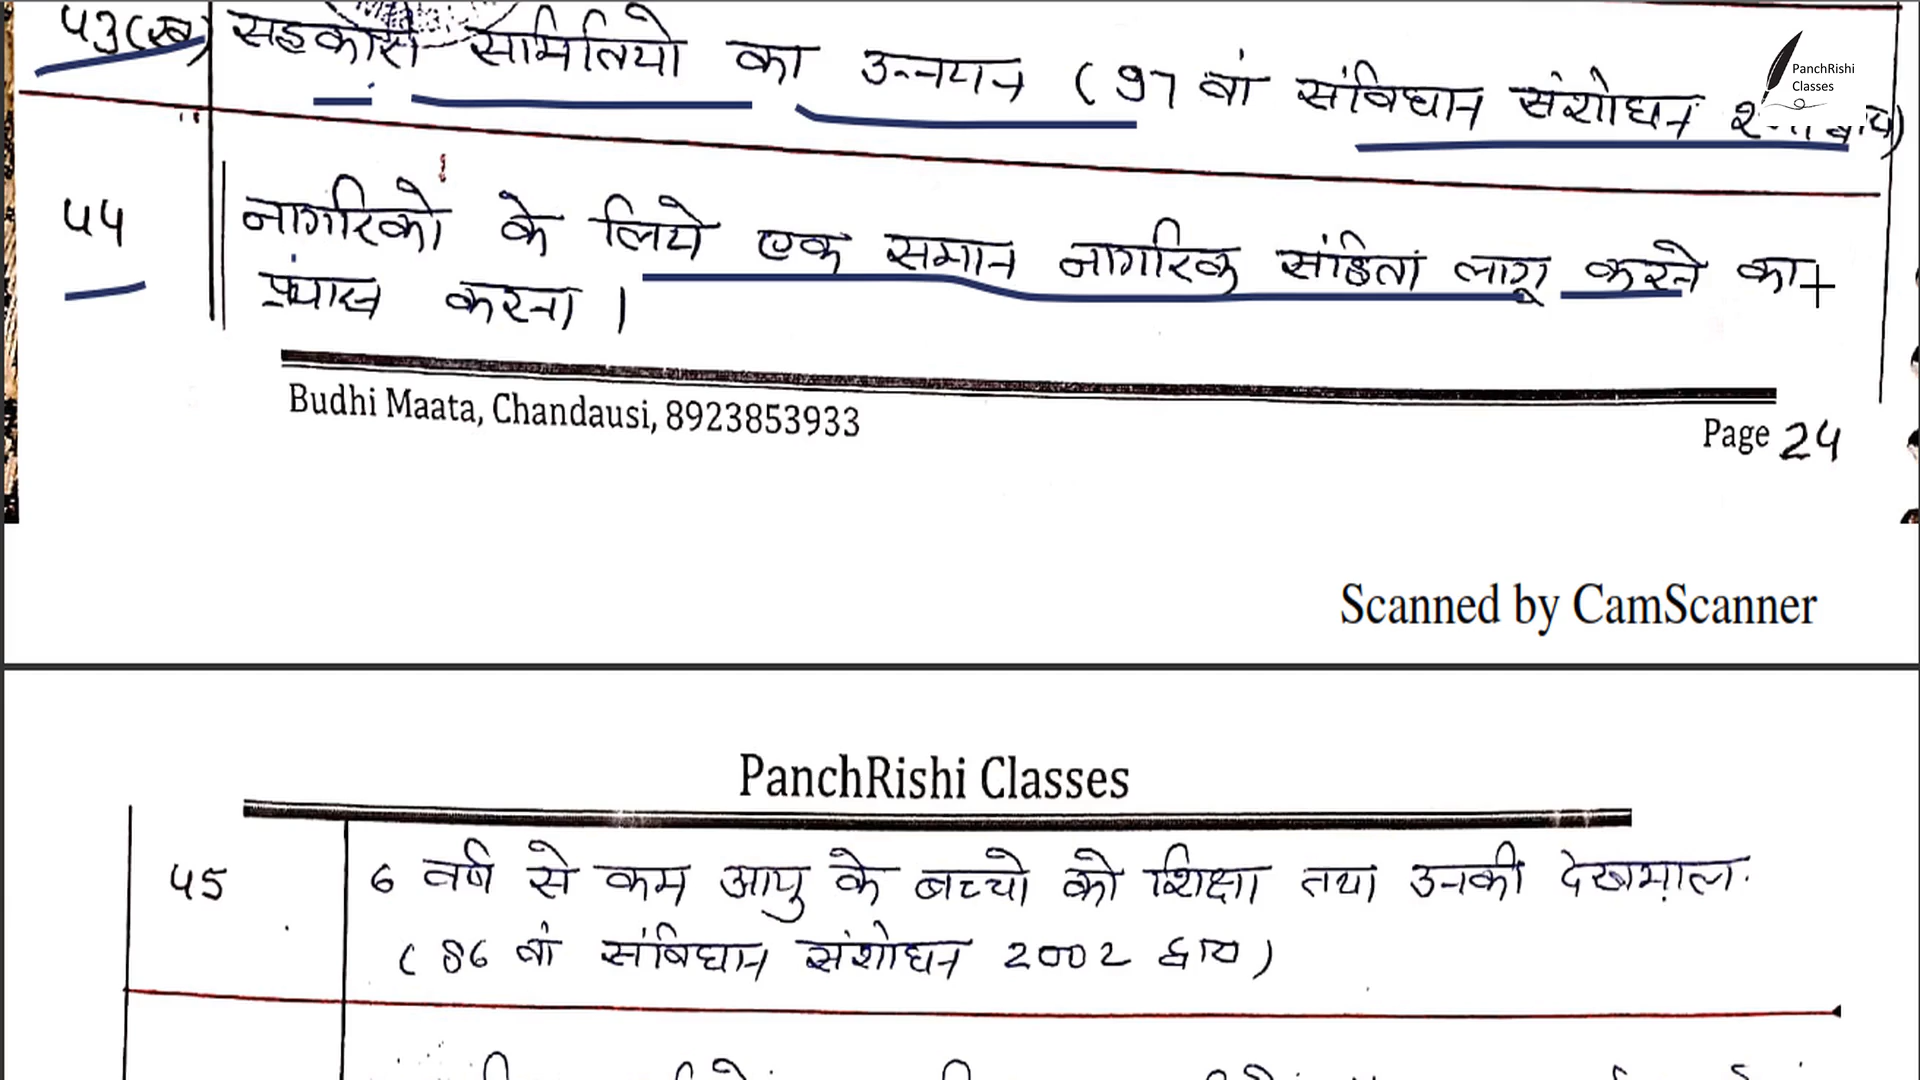 43(ख) सहकारी समितियो का उन्नयन (97 वां संविधान संशोधन
PanchRishi
Classes
44 नागरिको के लिये एक समान नागरिक संहिता लागू करने का
प्रयास करना ।
Budhi Maata, Chandausi, 8923853933
Page 24
Scanned by CamScanner
PanchRishi Classes
45 6 वर्ष से कम आयु के बच्चो को शिक्षा तथा उनकी देखभाल.
(86 वां संविधान संशोधन 2002 द्वारा)